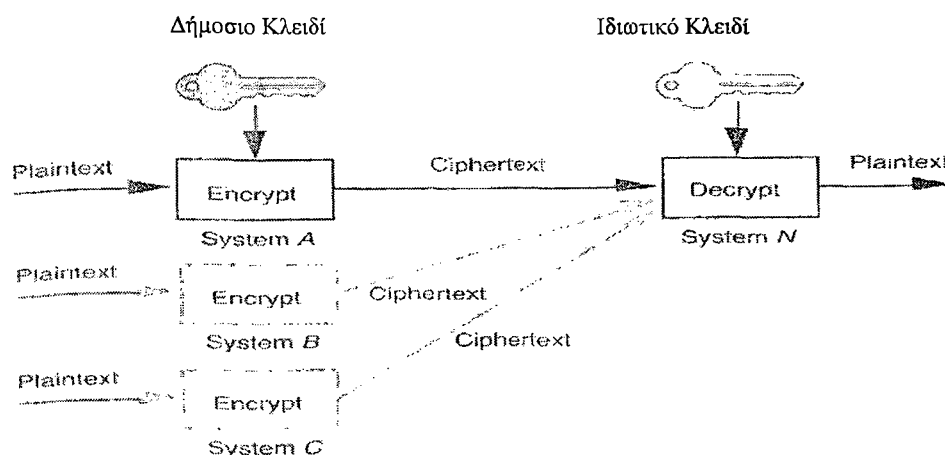 Δήμοσιο Κλειδί
Ιδιωτικό Κλειδί
Plaintext
Encrypt
Ciphertext
Decrypt
Plaintext
System A
System N
Plaintext
Encrypt
Ciphertext
System B
Ciphertext
Plaintext
Encrypt
System C